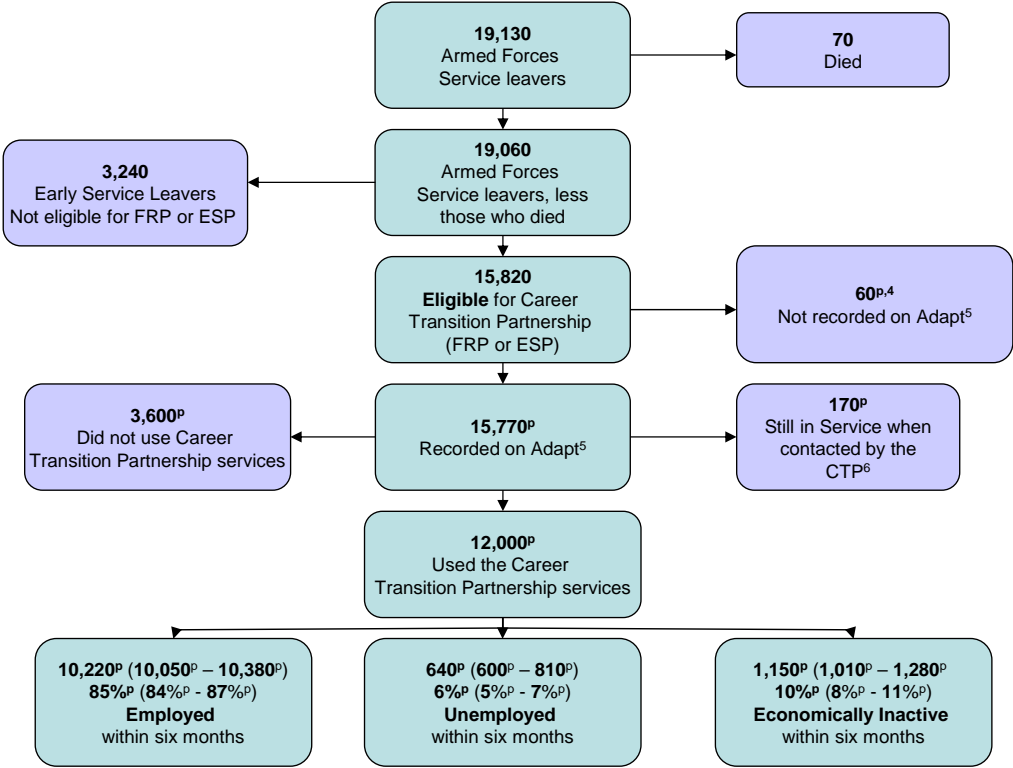 19,130
Armed Forces
Service leavers
70
Died
19,060
Armed Forces
Service leavers, less
those who died
3,240
Early Service Leavers
Not eligible for FRP or ESP
15,820
Eligible for Career
Transition Partnership
(FRP or ESP)
60ᵖ,⁴
Not recorded on Adapt⁵
3,600ᵖ
Did not use Career
Transition Partnership services
15,770ᵖ
Recorded on Adapt⁵
170ᵖ
Still in Service when
contacted by the
CTP⁶
12,000ᵖ
Used the Career
Transition Partnership services
10,220ᵖ (10,050ᵖ – 10,380ᵖ)
85%ᵖ (84%ᵖ - 87%ᵖ)
Employed
within six months
640ᵖ (600ᵖ – 810ᵖ)
6%ᵖ (5%ᵖ - 7%ᵖ)
Unemployed
within six months
1,150ᵖ (1,010ᵖ – 1,280ᵖ)
10%ᵖ (8%ᵖ - 11%ᵖ)
Economically Inactive
within six months